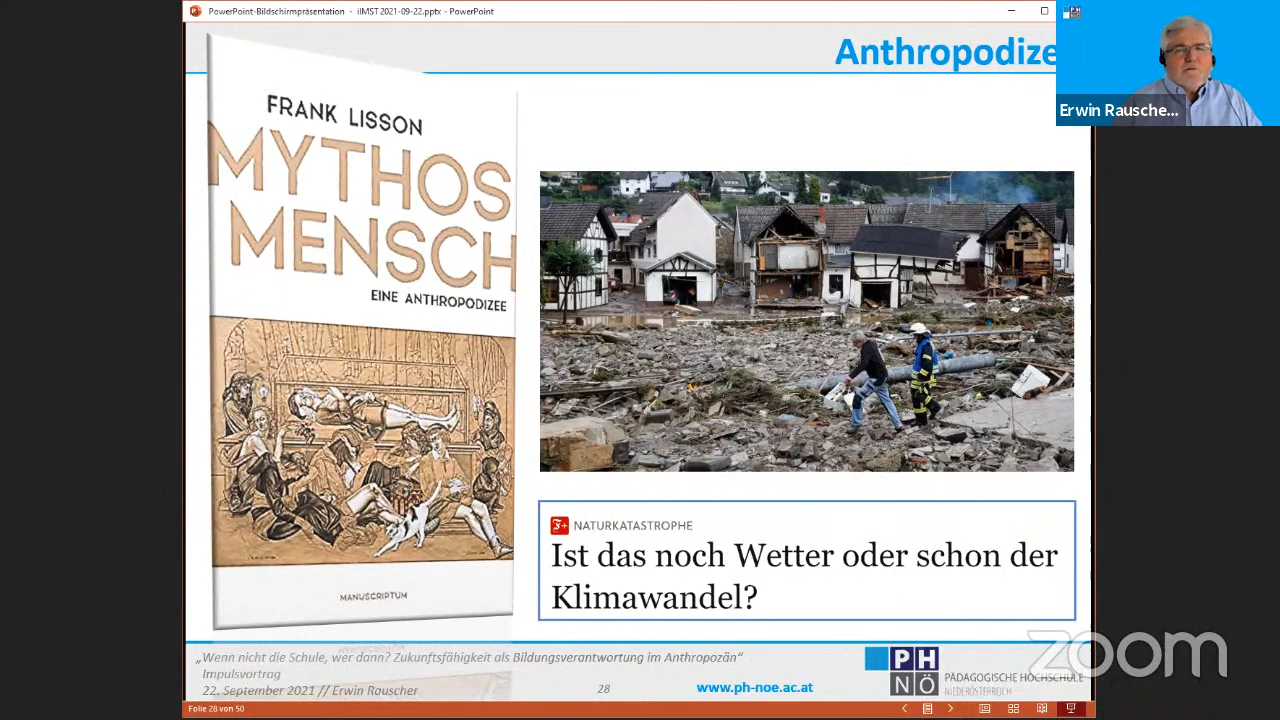 PowerPoint-Bildschirmpräsentation - iIMST 2021-09-22.pptx - PowerPoint
Anthropodize
Erwin Rausche...
FRANK LISSON
MYTHOS
MENSCH
EINE ANTHROPODIZEE
MANUSCRIPTUM
F+ NATURKATASTROPHE
Ist das noch Wetter oder schon der
Klimawandel?
„Wenn nicht die Schule, wer dann? Zukunftsfähigkeit als Bildungsverantwortung im Anthropozän“
Impulsvortrag
22. September 2021 // Erwin Rauscher
28
www.ph-noe.ac.at
PH
NÖ
PÄDAGOGISCHE HOCHSCHULE
NIEDERÖSTERREICH
zoom
Folie 28 von 50